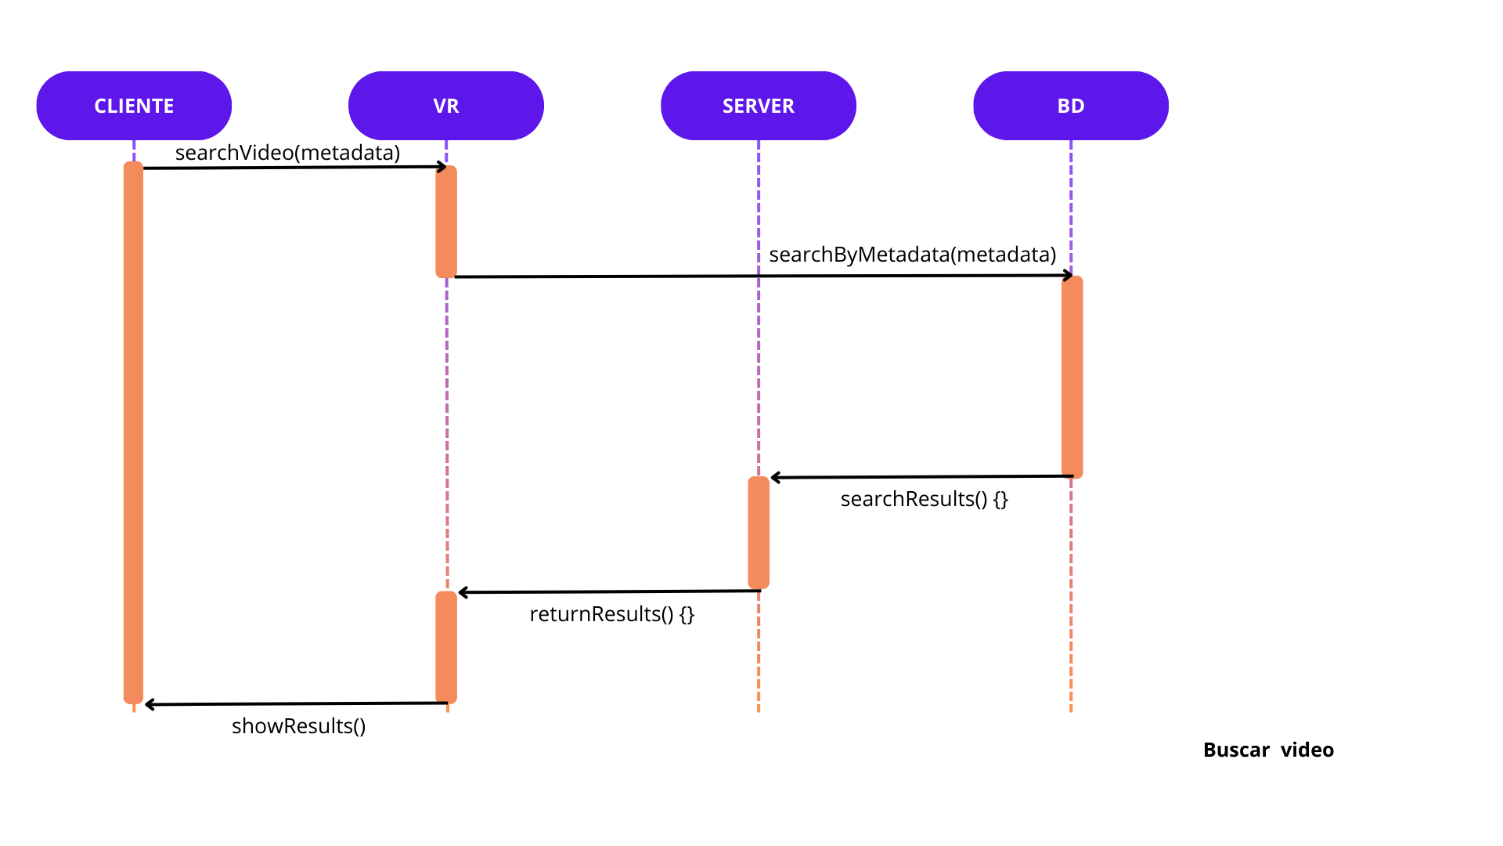 CLIENTE
VR
SERVER
BD
searchVideo(metadata)
searchByMetadata(metadata)
searchResults() {}
returnResults() {}
showResults()
Buscar video